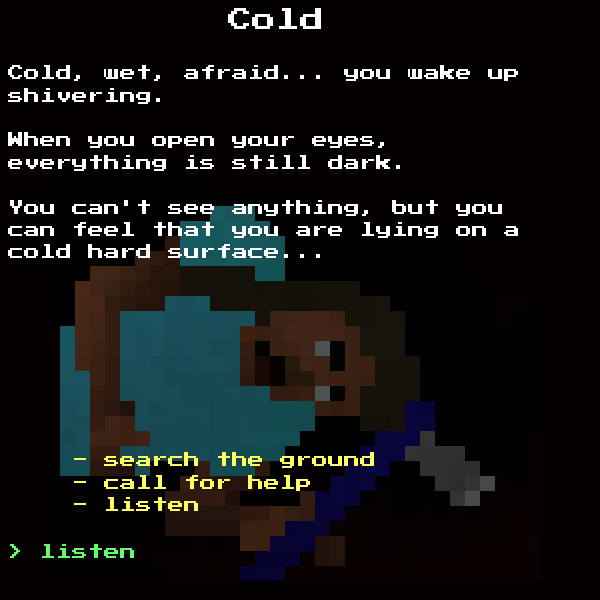 Cold
Cold, wet, afraid... you wake up
shivering.
When you open your eyes,
everything is still dark.
You can't see anything, but you
can feel that you are lying on a
cold hard surface...
- search the ground
- call for help
- listen
> listen